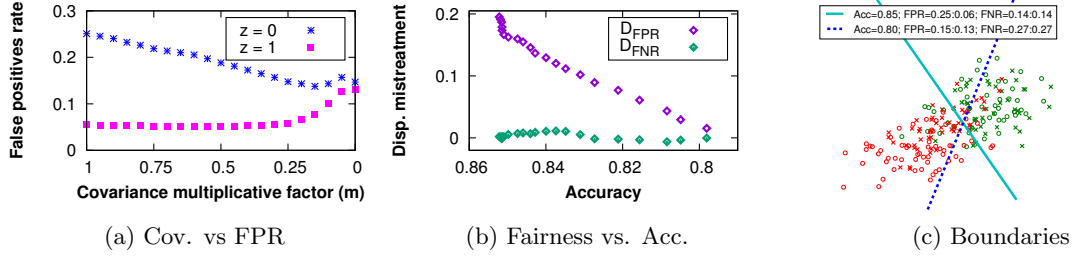 False positives rate
0.3
0.2
0.1
0
z = 0
z = 1
1
0.75
0.5
0.25
0
Covariance multiplicative factor (m)
(a) Cov. vs FPR
Disp. mistreatment
0.2
0.1
0
D_FPR
D_FNR
0.86
0.84
0.82
0.8
Accuracy
(b) Fairness vs. Acc.
Acc=0.85; FPR=0.25:0.06; FNR=0.14:0.14
Acc=0.80; FPR=0.15:0.13; FNR=0.27:0.27
(c) Boundaries